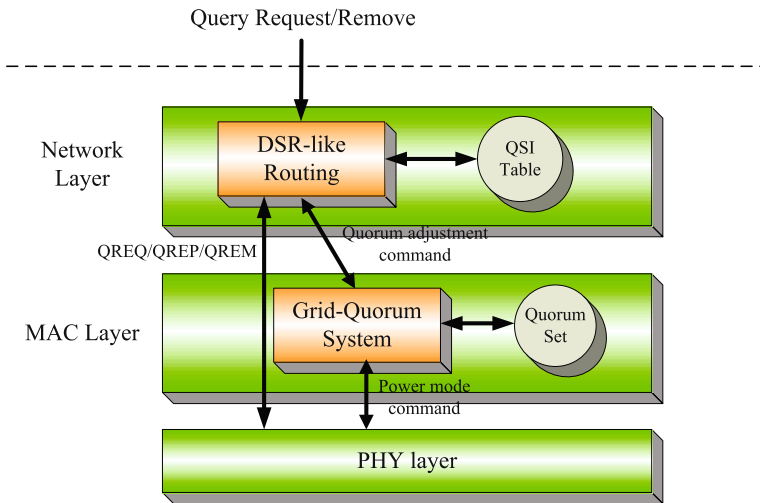 Query Request/Remove
Network
Layer
DSR-like
Routing
QSI
Table
QREQ/QREP/QREM
Quorum adjustment
command
MAC Layer
Grid-Quorum
System
Quorum
Set
Power mode
command
PHY layer